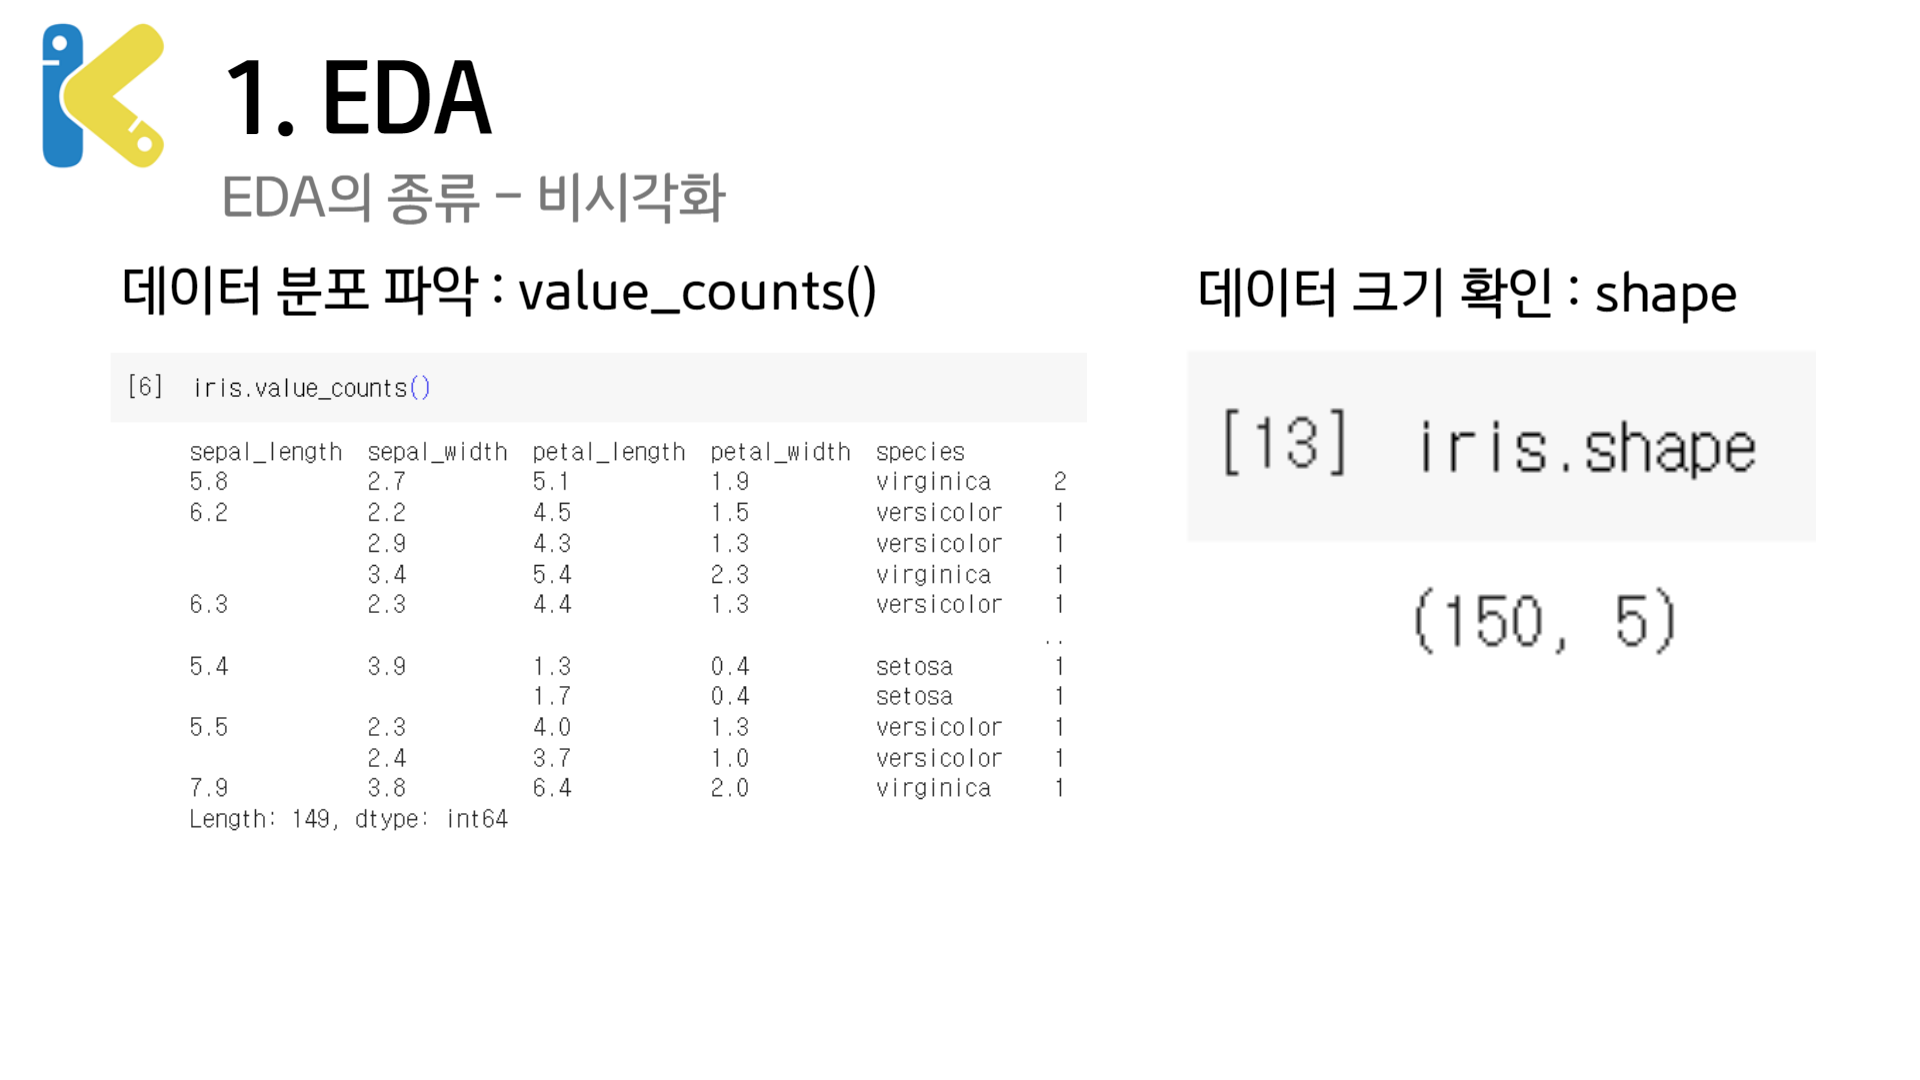 1. EDA
EDA의 종류 - 비시각화
데이터 분포 파악 : value_counts()
[6] iris.value_counts()
sepal_length sepal_width petal_length petal_width species
5.8 2.7 5.1 1.9 virginica 2
6.2 2.2 4.5 1.5 versicolor 1
2.9 4.3 1.3 versicolor 1
3.4 5.4 2.3 virginica 1
6.3 2.3 4.4 1.3 versicolor 1
..
5.4 3.9 1.3 0.4 setosa 1
1.7 0.4 setosa 1
5.5 2.3 4.0 1.3 versicolor 1
2.4 3.7 1.0 versicolor 1
7.9 3.8 6.4 2.0 virginica 1
Length: 149, dtype: int64
데이터 크기 확인 : shape
[13] iris.shape
(150, 5)